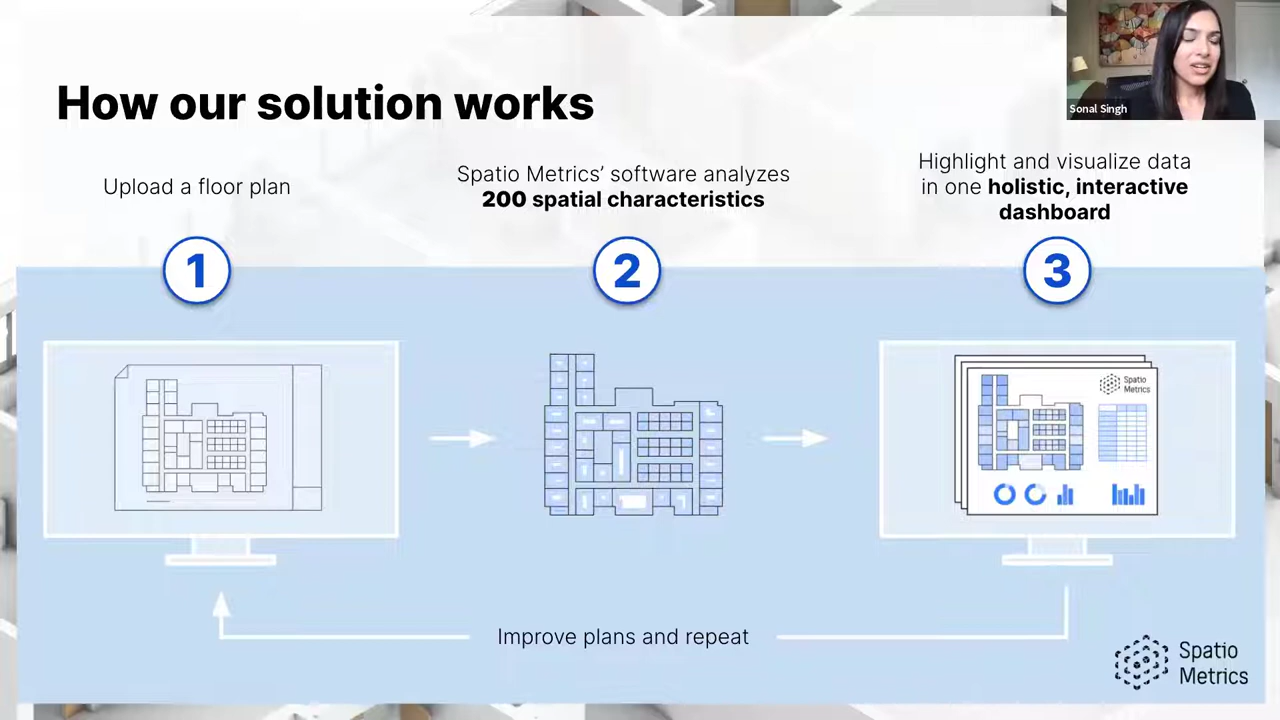 How our solution works
Sonal Singh
Upload a floor plan
Spatio Metrics’ software analyzes
200 spatial characteristics
Highlight and visualize data
in one holistic, interactive
dashboard
1
2
3
Spatio
Metrics
Improve plans and repeat
Spatio
Metrics